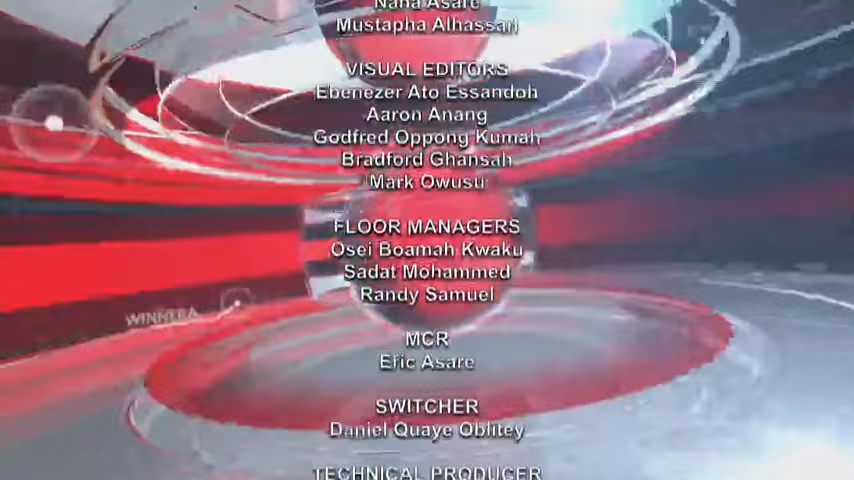 Nana Asare
Mustapha Alhassan
VISUAL EDITORS
Ebenezer Ato Essandoh
Aaron Anang
Godfred Oppong Kumah
Bradford Ghansah
Mark Owusu
FLOOR MANAGERS
Osei Boamah Kwaku
Sadat Mohammed
Randy Samuel
WINNEBA
MCR
Eric Asare
SWITCHER
Daniel Quaye Oblitey
TECHNICAL PRODUCER